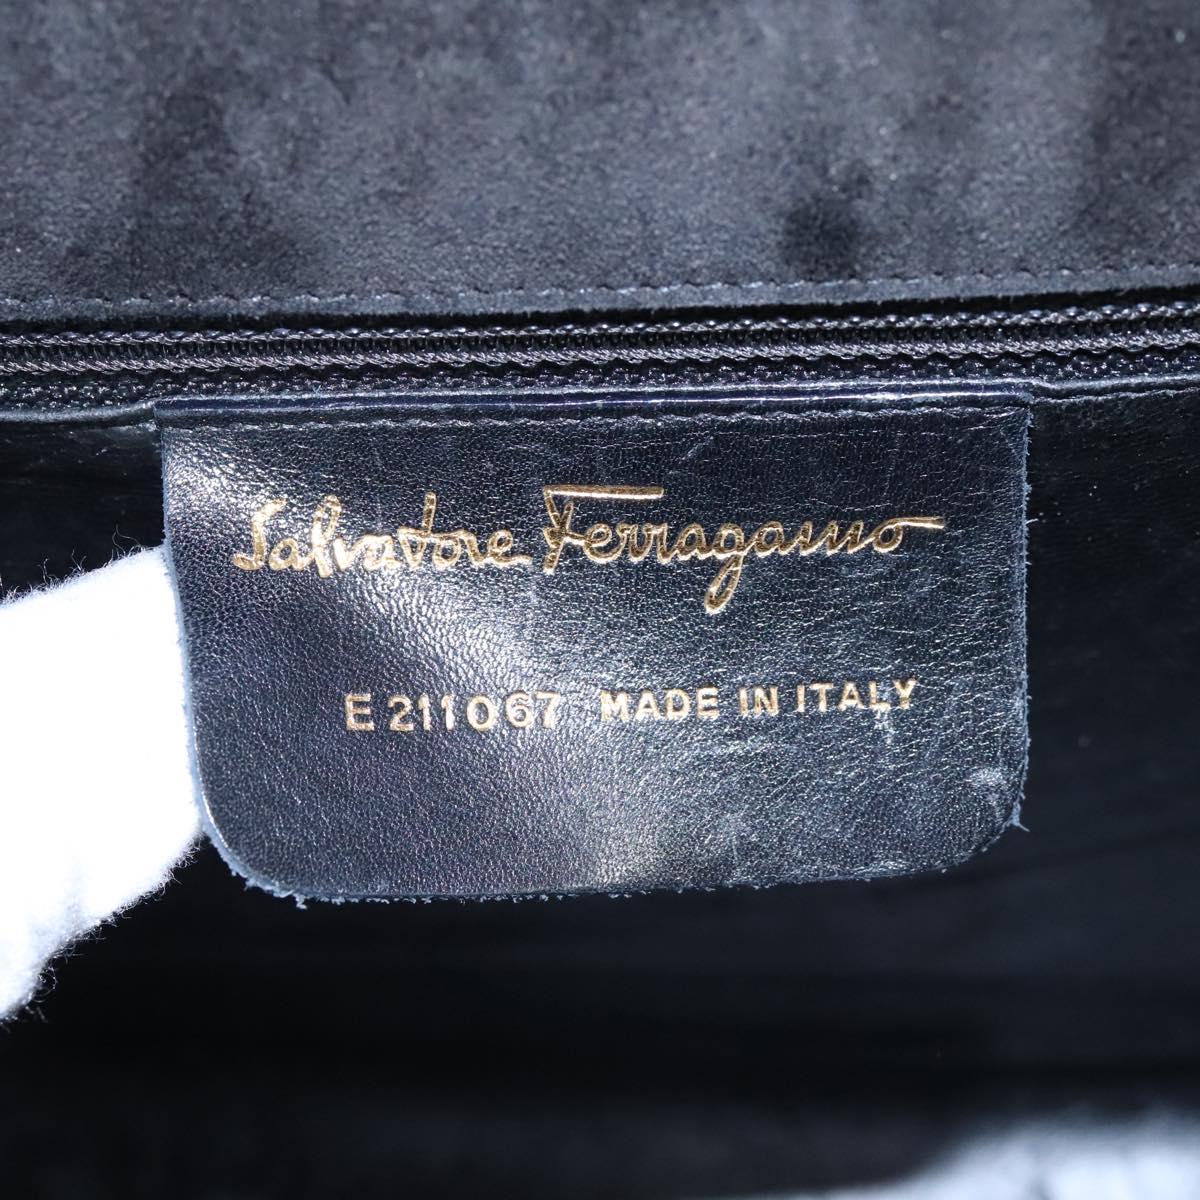 Salvatore Ferragamo
E 211067 MADE IN ITALY